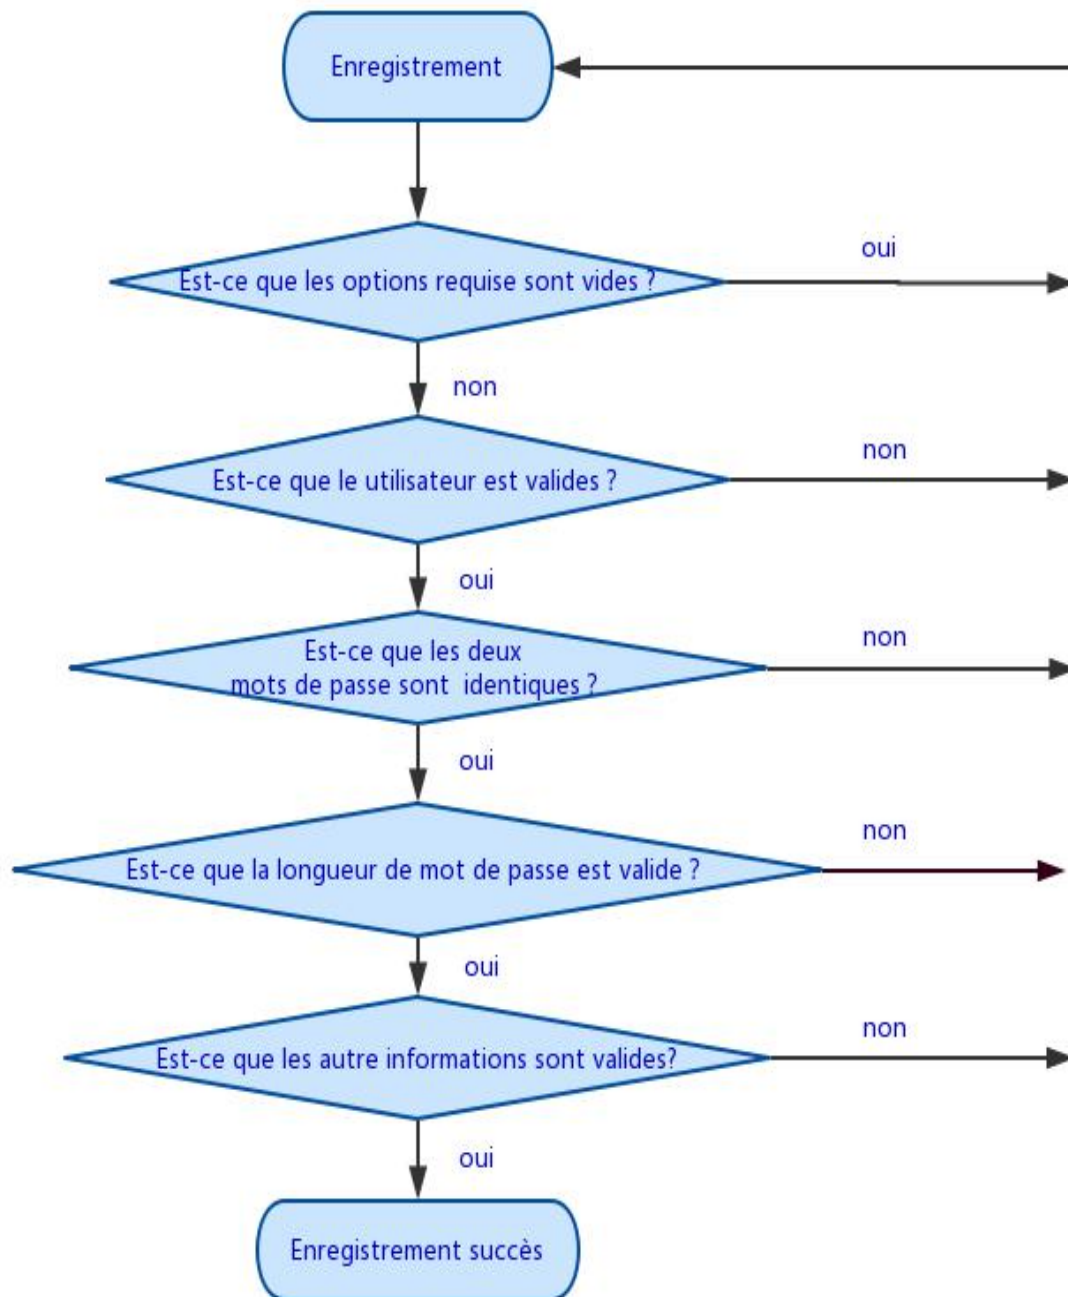 Enregistrement
Est-ce que les options requise sont vides ?
oui
non
Est-ce que le utilisateur est valides ?
non
oui
Est-ce que les deux
mots de passe sont  identiques ?
non
oui
Est-ce que la longueur de mot de passe est valide ?
non
oui
Est-ce que les autre informations sont valides?
non
oui
Enregistrement succès